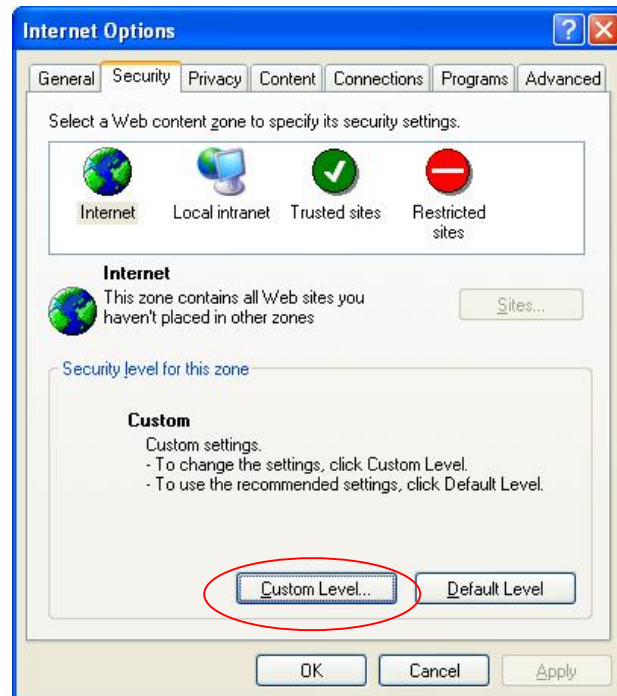 Internet Options
General Security Privacy Content Connections Programs Advanced
Select a Web content zone to specify its security settings.
Internet Local intranet Trusted sites Restricted sites
Internet
This zone contains all Web sites you
haven't placed in other zones
Sites...
Security level for this zone
Custom
Custom settings.
- To change the settings, click Custom Level.
- To use the recommended settings, click Default Level.
Custom Level... Default Level
OK Cancel Apply